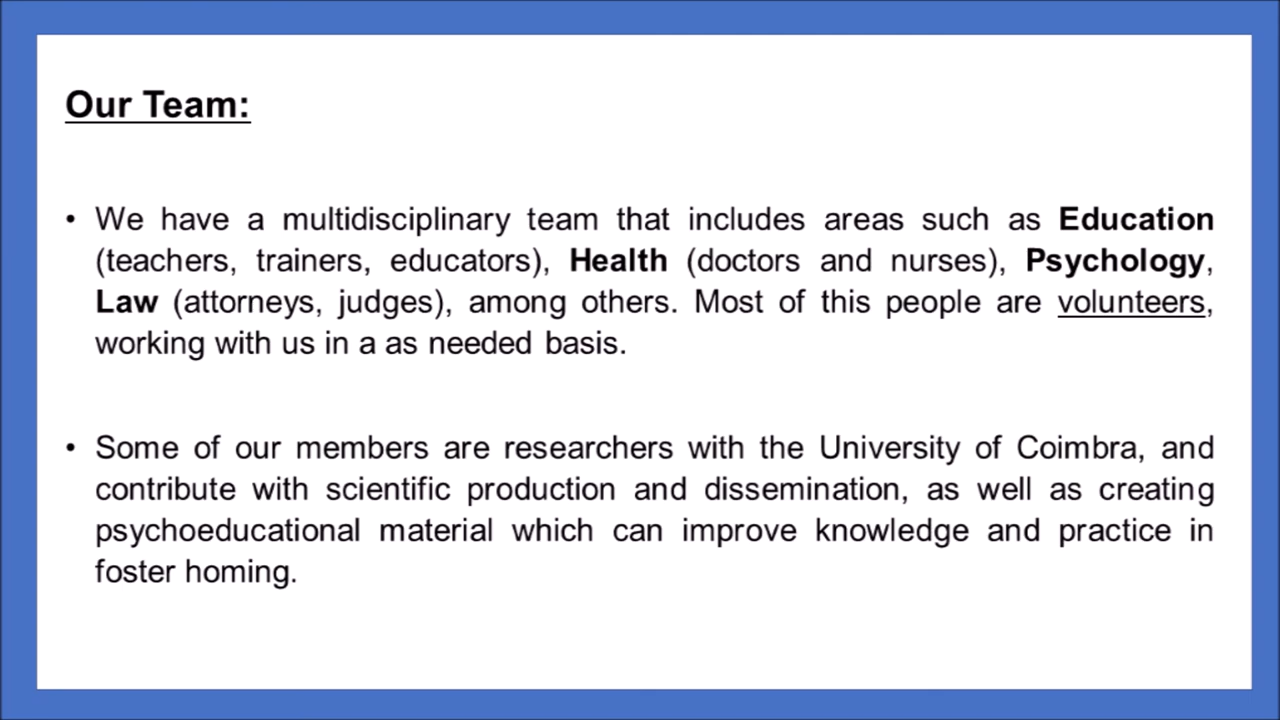 Our Team:
• We have a multidisciplinary team that includes areas such as Education
(teachers, trainers, educators), Health (doctors and nurses), Psychology,
Law (attorneys, judges), among others. Most of this people are volunteers,
working with us in a as needed basis.
• Some of our members are researchers with the University of Coimbra, and
contribute with scientific production and dissemination, as well as creating
psychoeducational material which can improve knowledge and practice in
foster homing.